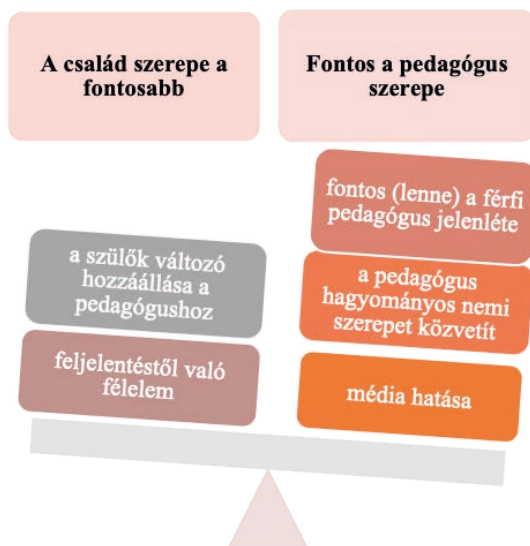 A család szerepe a
fontosabb
Fontos a pedagógus
szerepe
fontos (lenne) a férfi
pedagógus jelenléte
a szülők változó
hozzáállása a
pedagógushoz
a pedagógus
hagyományos nemi
szerepet közvetít
feljelentéstől való
félelem
média hatása